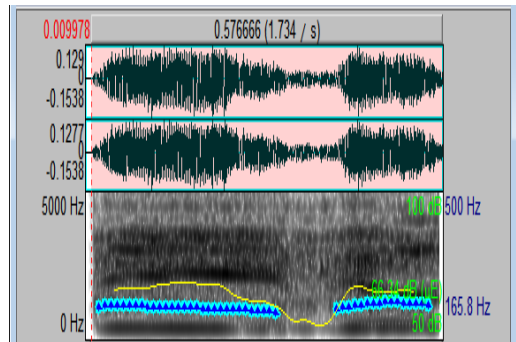 0.009978
0.576666 (1.734 / s)
0.129
0
-0.1538
0.1277
0
-0.1538
5000 Hz
100 dB
500 Hz
165.8 Hz
0 Hz
50 dB